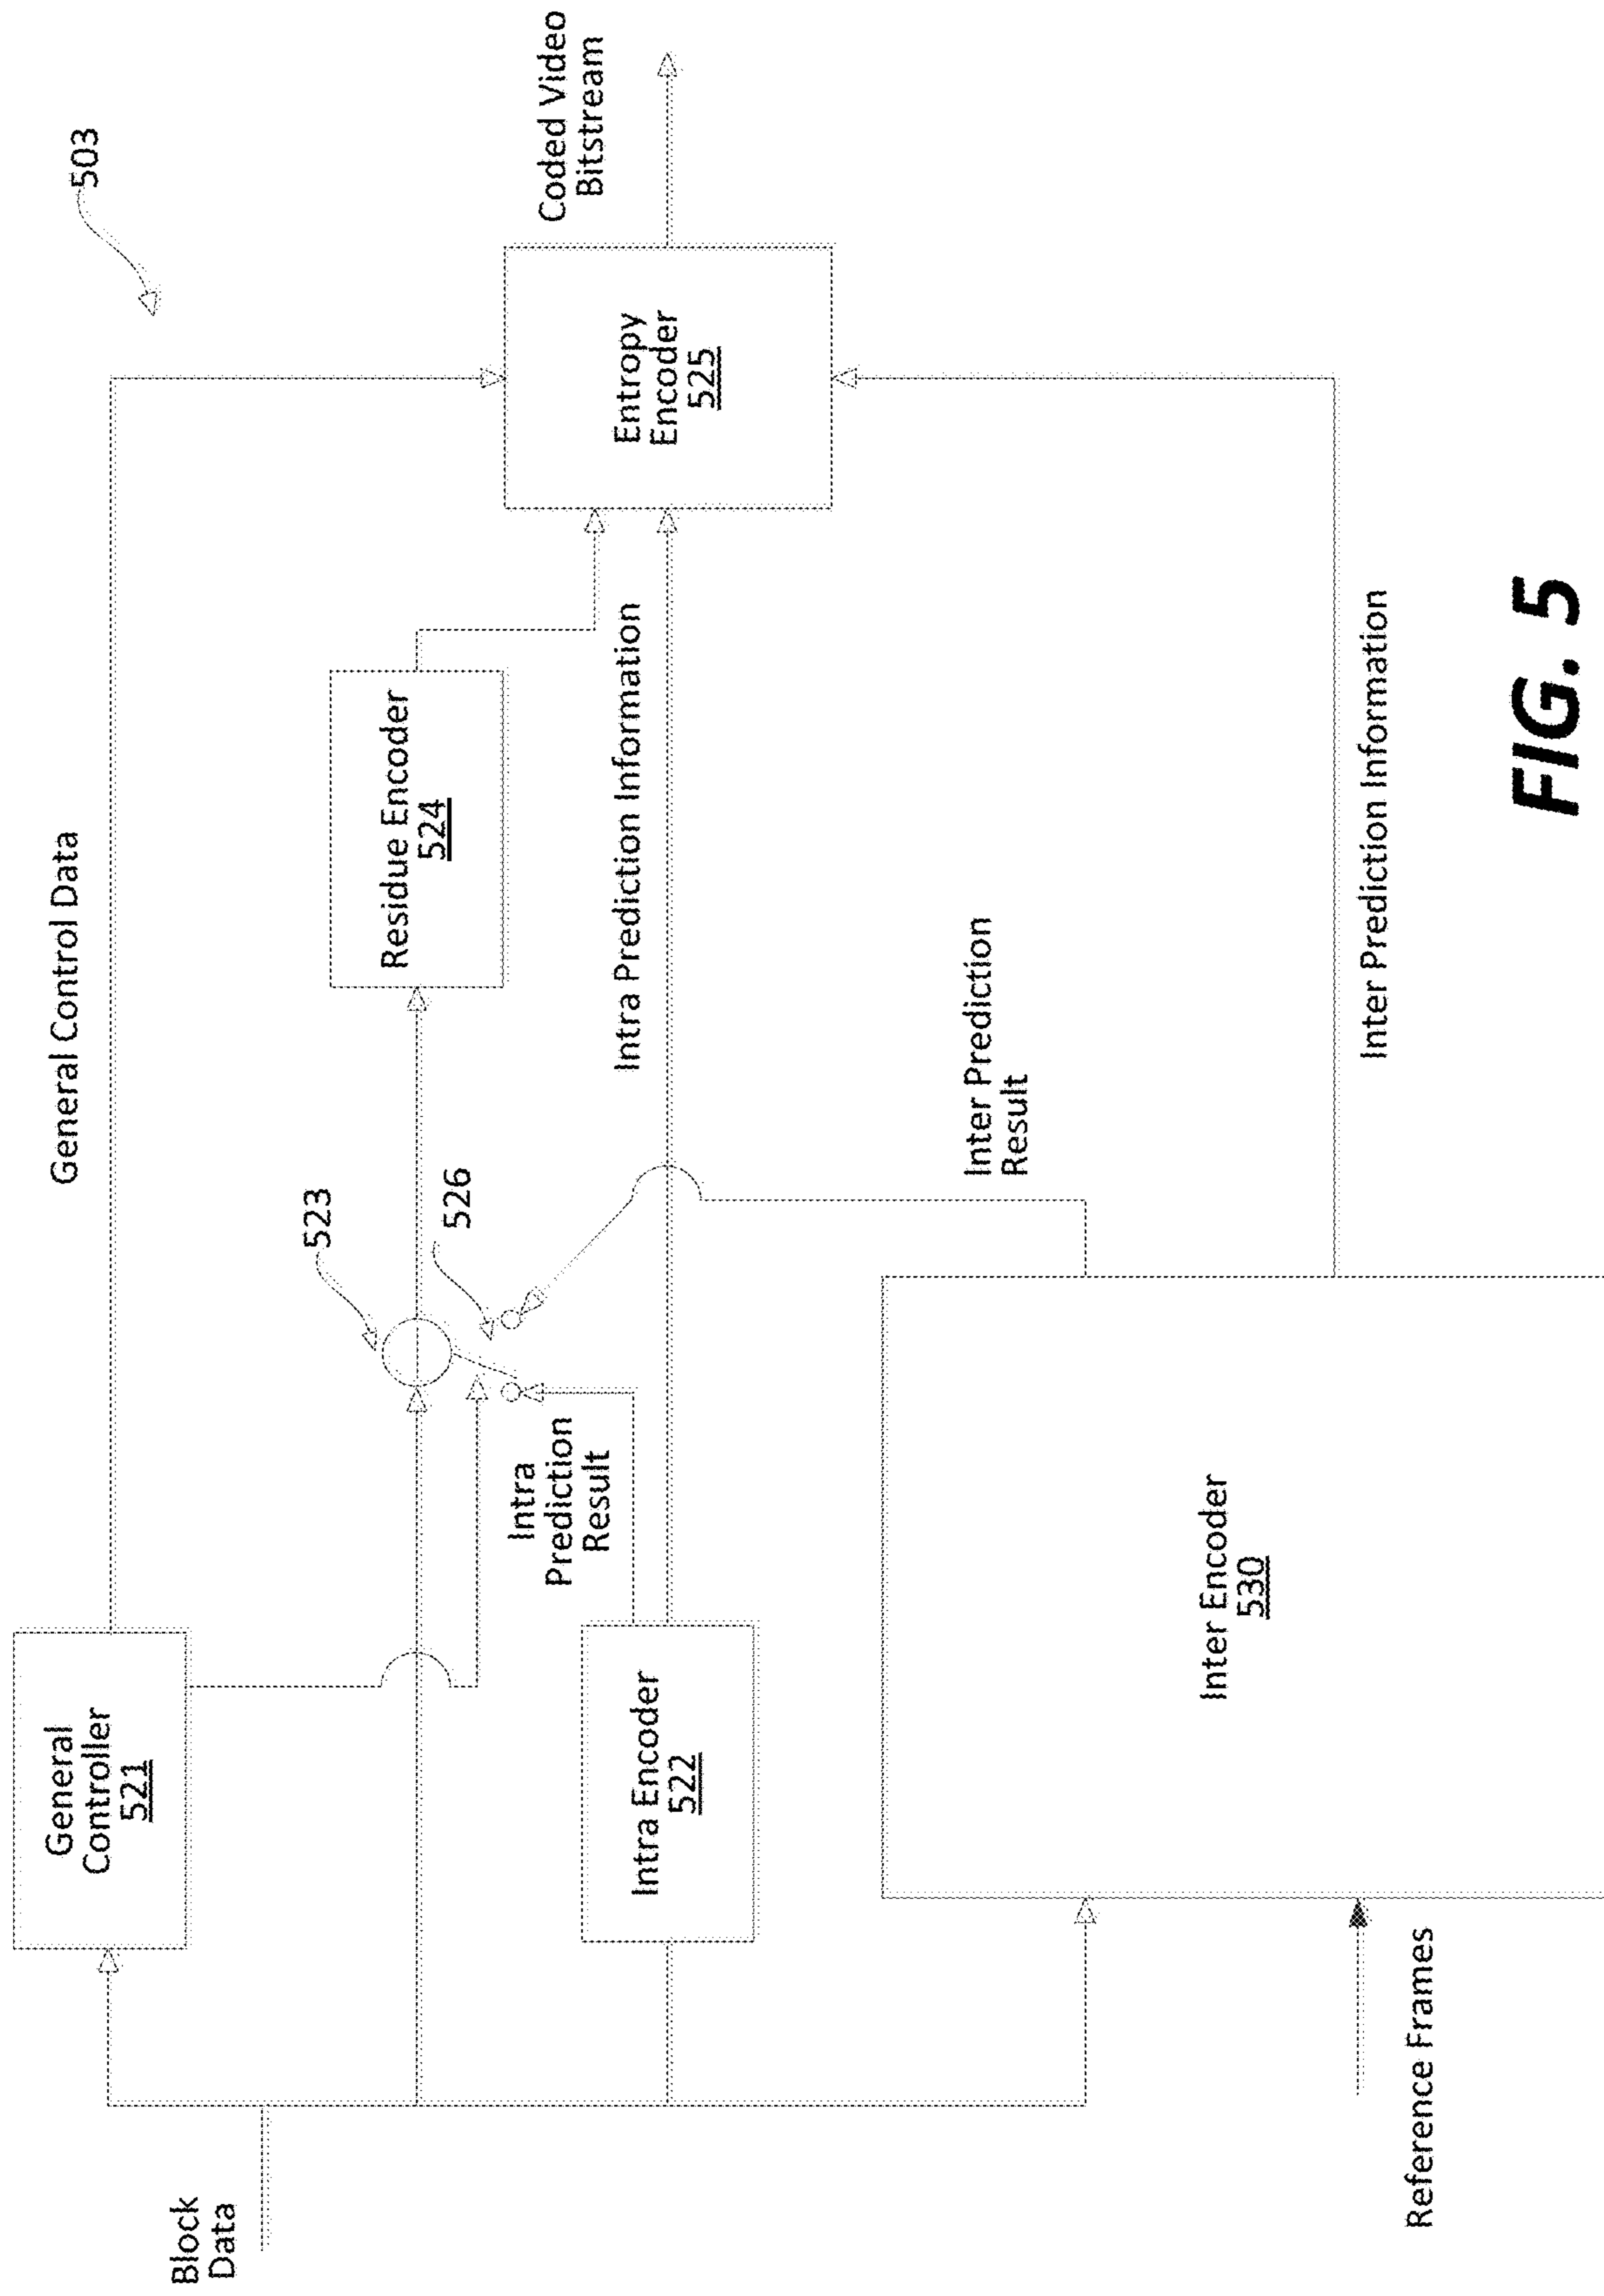 503
General Control Data
General
Controller
521
Block
Data
523
526
Residue Encoder
524
Entropy
Encoder
525
Coded Video
Bitstream
Intra
Prediction
Result
Intra Prediction Information
Intra Encoder
522
Inter Prediction
Result
Inter Encoder
530
Inter Prediction Information
Reference Frames
FIG. 5